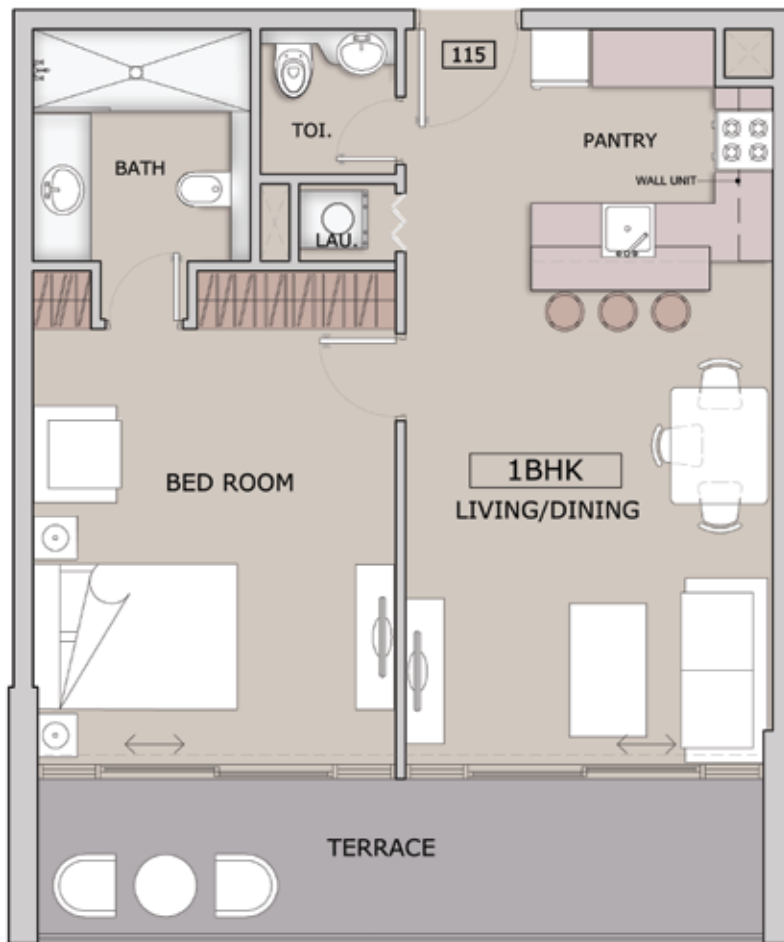 115
TOI.
PANTRY
BATH
WALL UNIT
LAU.
BED ROOM
1BHK
LIVING/DINING
TERRACE